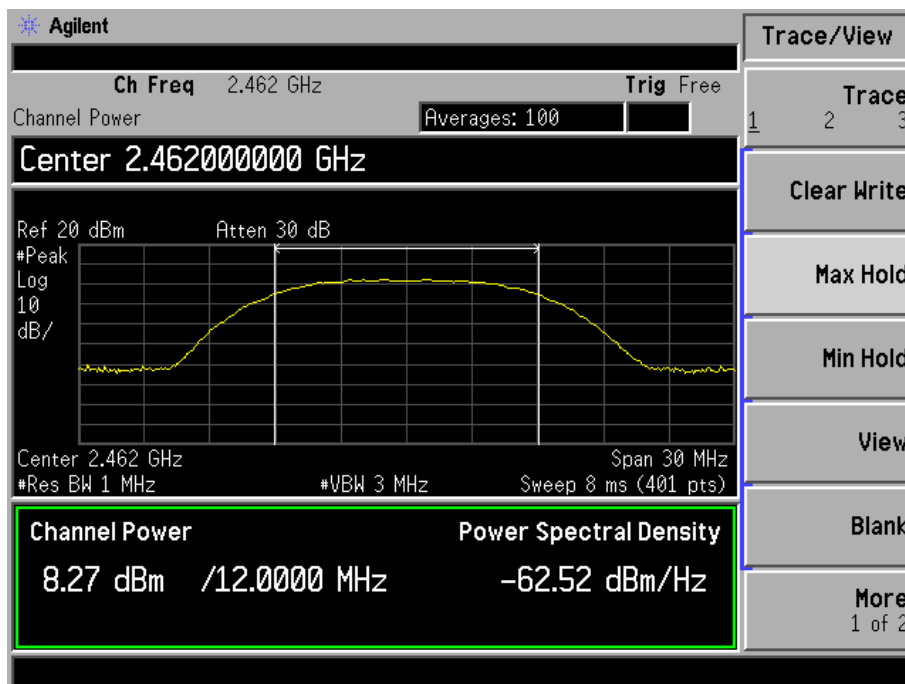 Agilent
Trace/View
Ch Freq 2.462 GHz Trig Free
Channel Power Averages: 100
Center 2.462000000 GHz
Ref 20 dBm Atten 30 dB
#Peak
Log
10
dB/
Center 2.462 GHz Span 30 MHz
#Res BW 1 MHz #VBW 3 MHz Sweep 8 ms (401 pts)
Channel Power Power Spectral Density
8.27 dBm /12.0000 MHz -62.52 dBm/Hz
Trace
1 2 3
Clear Write
Max Hold
Min Hold
View
Blank
More
1 of 2